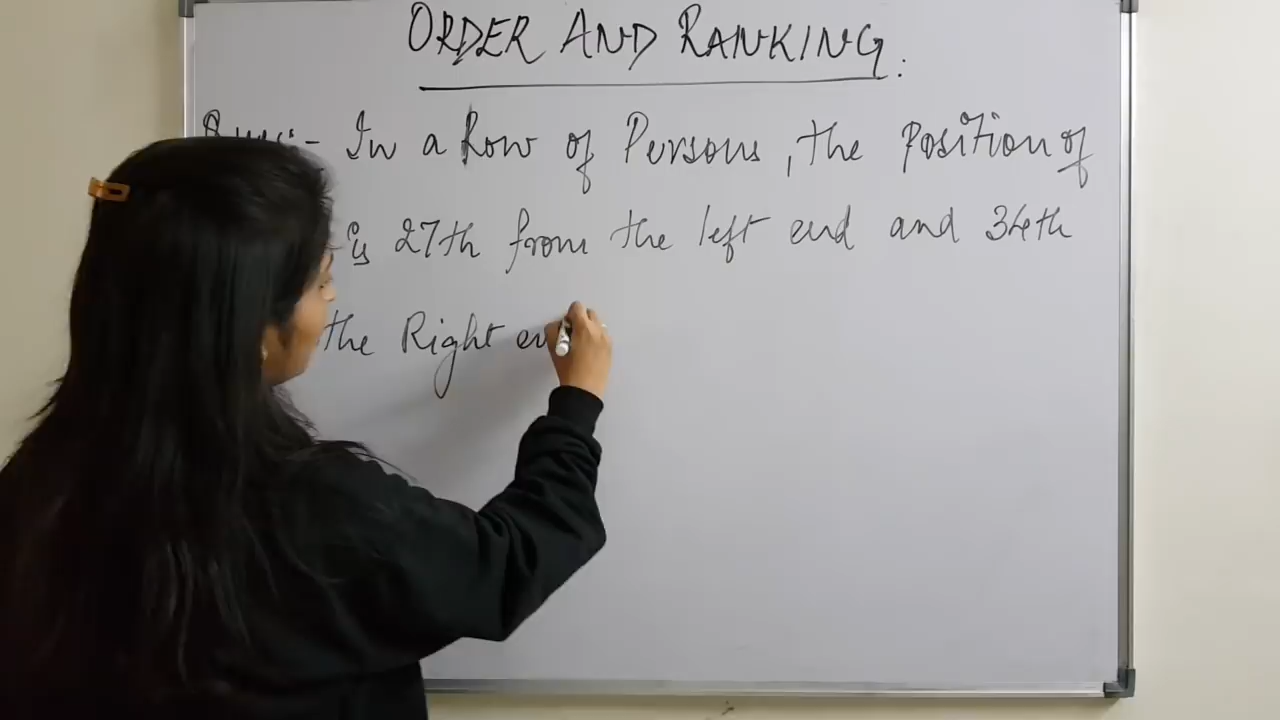 ORDER AND RANKING.
Ques:- In a Row of Persons, the Position of
is 27th from the left end and 34th
the Right